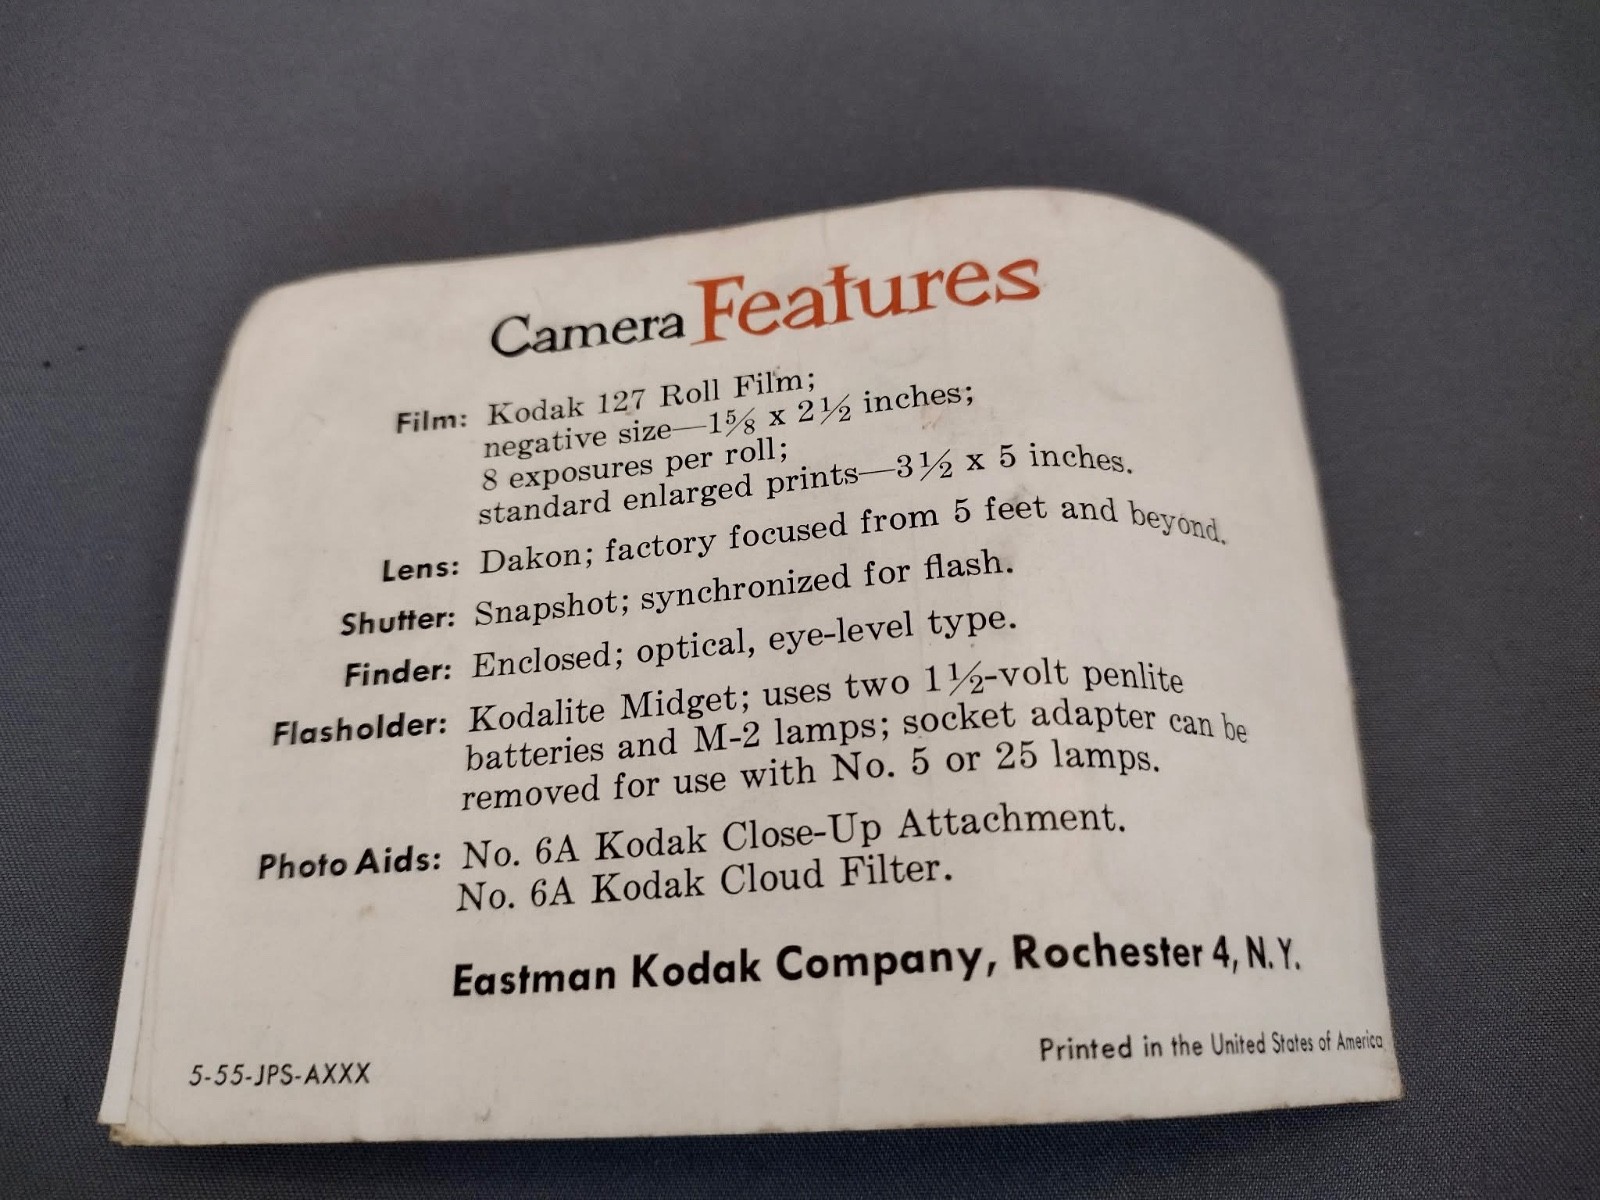 Camera Features
Film: Kodak 127 Roll Film;
negative size—1⅝ x 2½ inches;
8 exposures per roll;
standard enlarged prints—3½ x 5 inches.
Lens: Dakon; factory focused from 5 feet and beyond.
Shutter: Snapshot; synchronized for flash.
Finder: Enclosed; optical, eye-level type.
Flasholder: Kodalite Midget; uses two 1½-volt penlite
batteries and M-2 lamps; socket adapter can be
removed for use with No. 5 or 25 lamps.
Photo Aids: No. 6A Kodak Close-Up Attachment.
No. 6A Kodak Cloud Filter.
Eastman Kodak Company, Rochester 4, N.Y.
Printed in the United States of America
5-55-JPS-AXXX